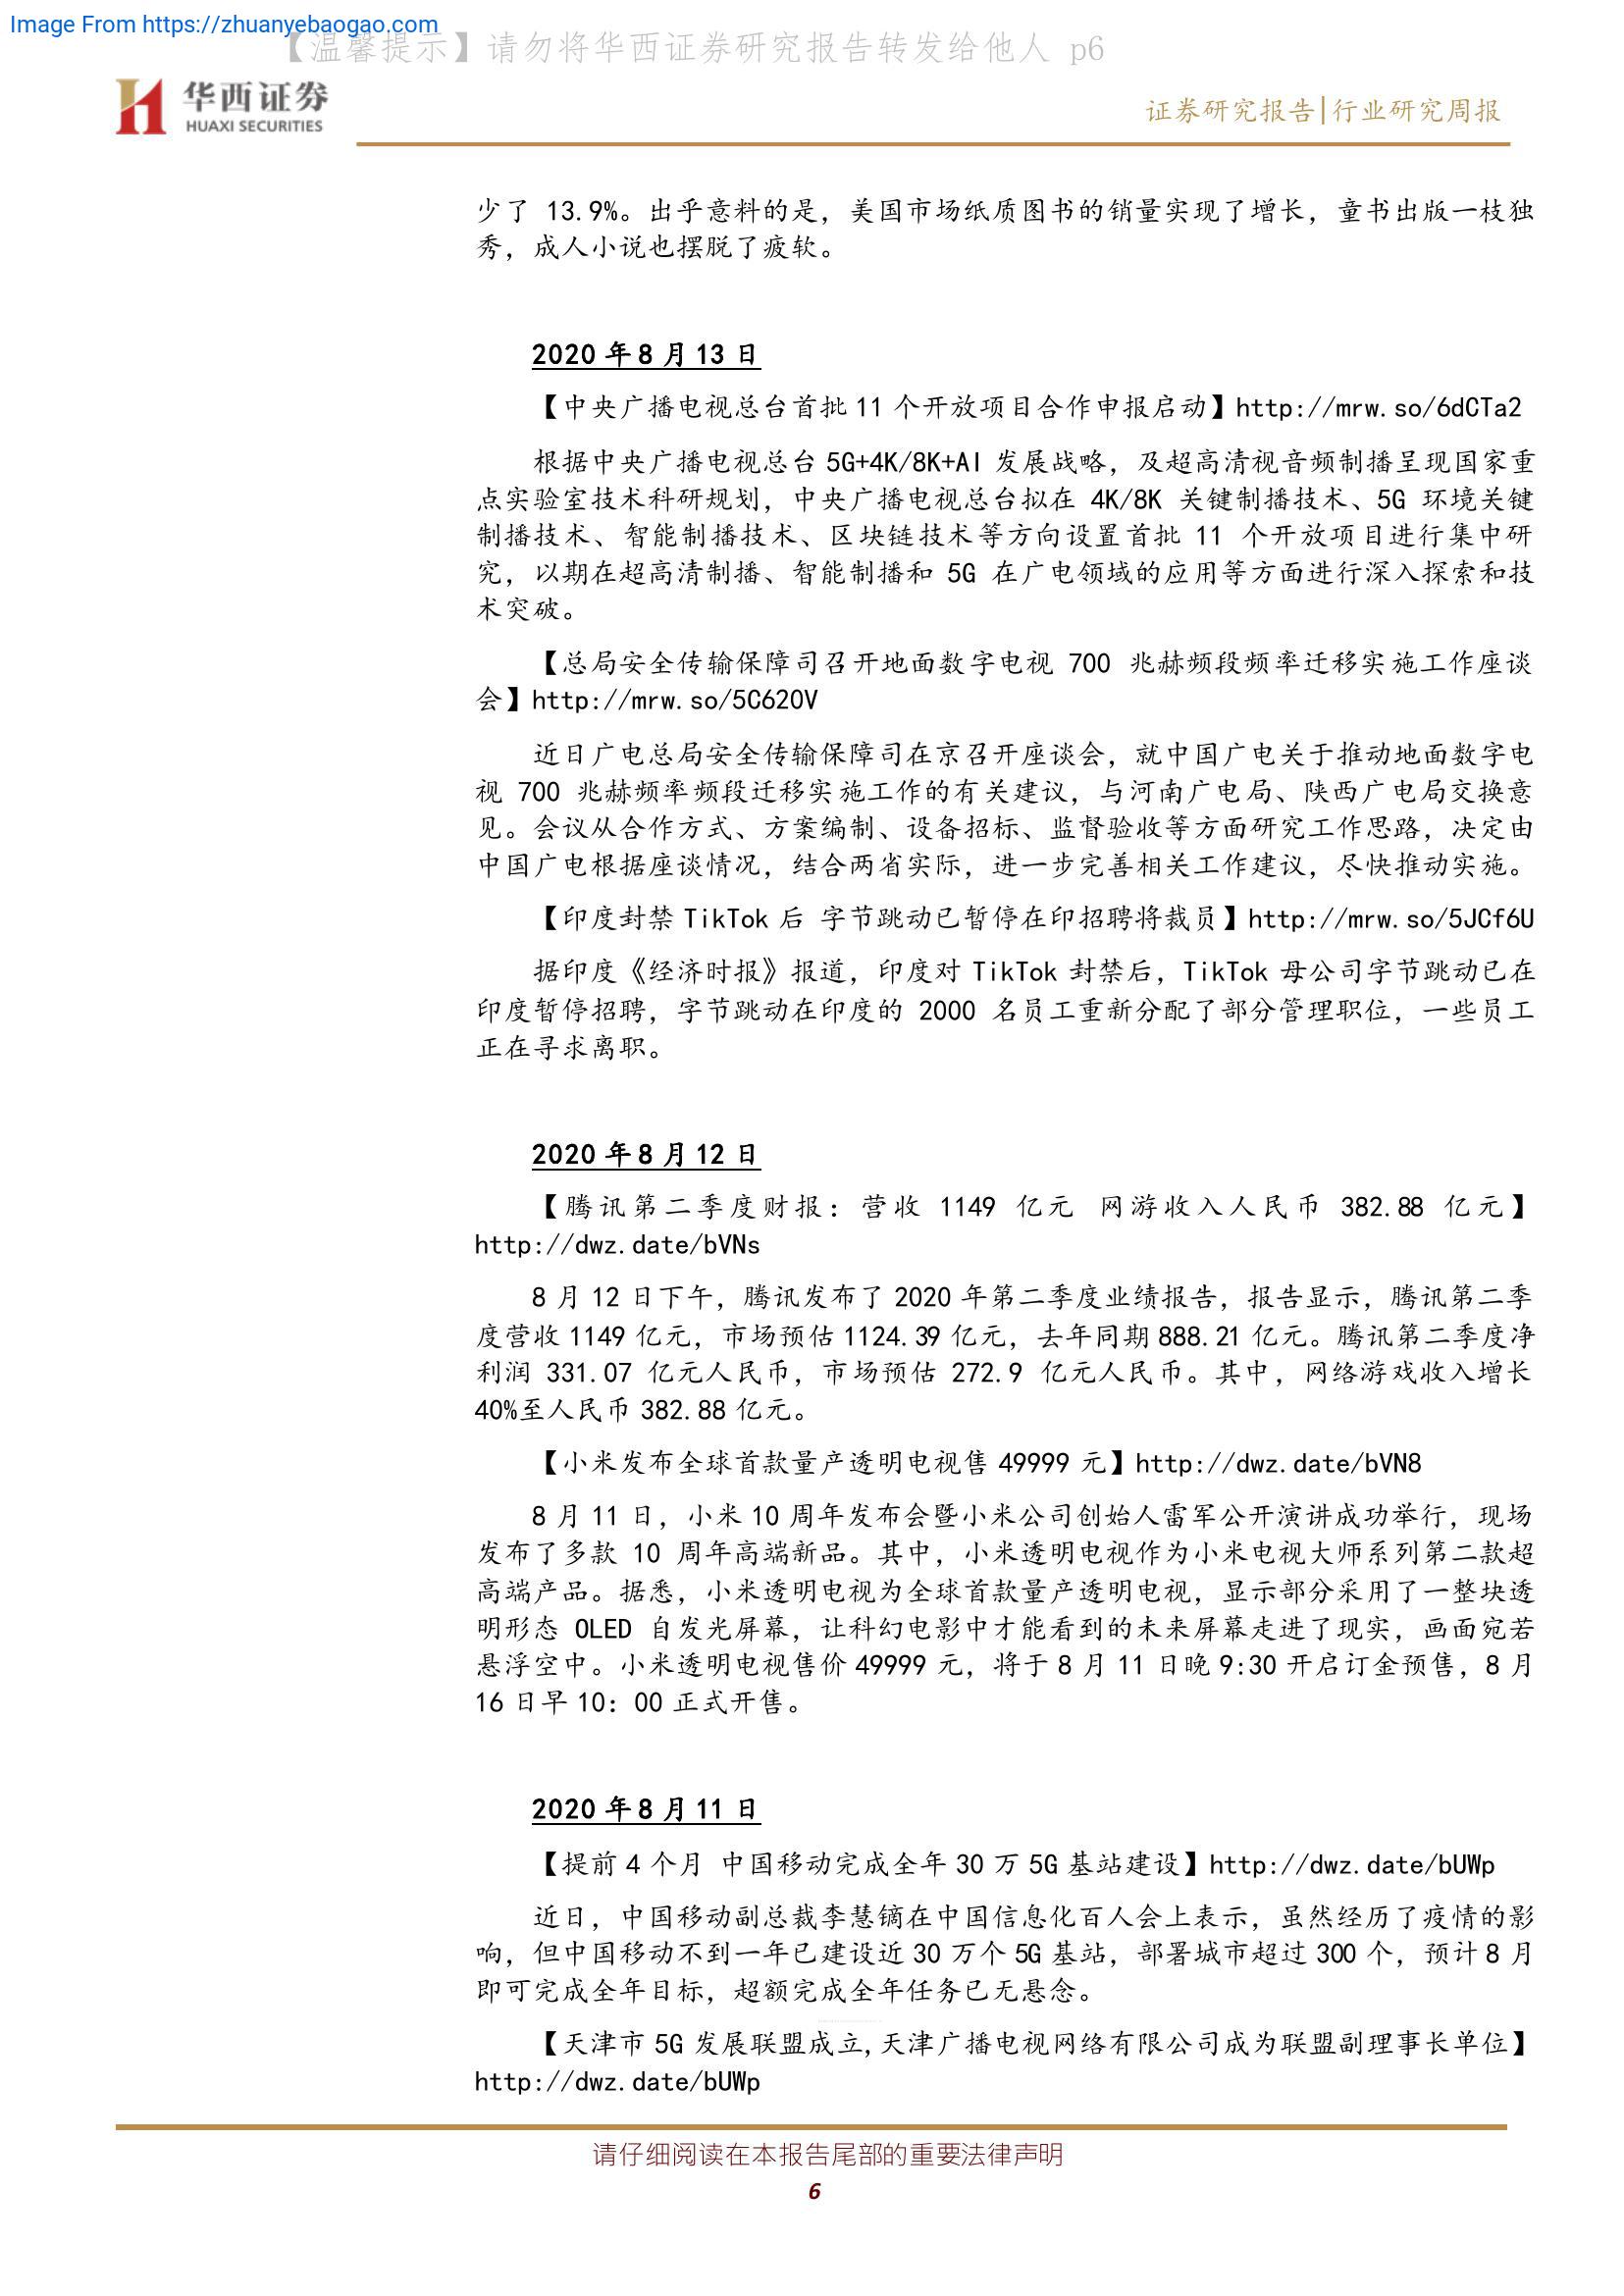 Image From https://zhuanyebaogao.com
【温馨提示】请勿将华西证券研究报告转发给他人 p6
华西证券
HUAXI SECURITIES
证券研究报告|行业研究周报
少了 13.9%。出乎意料的是，美国市场纸质图书的销量实现了增长，童书出版一枝独
秀，成人小说也摆脱了疲软。
2020 年 8 月 13 日
【中央广播电视总台首批 11 个开放项目合作申报启动】http://mrw.so/6dCTa2
根据中央广播电视总台 5G+4K/8K+AI 发展战略，及超高清视音频制播呈现国家重
点实验室技术科研规划，中央广播电视总台拟在 4K/8K 关键制播技术、5G 环境关键
制播技术、智能制播技术、区块链技术等方向设置首批 11 个开放项目进行集中研
究，以期在超高清制播、智能制播和 5G 在广电领域的应用等方面进行深入探索和技
术突破。
【总局安全传输保障司召开地面数字电视 700 兆赫频段频率迁移实施工作座谈
会】http://mrw.so/5C620V
近日广电总局安全传输保障司在京召开座谈会，就中国广电关于推动地面数字电
视 700 兆赫频率频段迁移实施工作的有关建议，与河南广电局、陕西广电局交换意
见。会议从合作方式、方案编制、设备招标、监督验收等方面研究工作思路，决定由
中国广电根据座谈情况，结合两省实际，进一步完善相关工作建议，尽快推动实施。
【印度封禁 TikTok 后 字节跳动已暂停在印招聘将裁员】http://mrw.so/5JCf6U
据印度《经济时报》报道，印度对 TikTok 封禁后，TikTok 母公司字节跳动已在
印度暂停招聘，字节跳动在印度的 2000 名员工重新分配了部分管理职位，一些员工
正在寻求离职。
2020 年 8 月 12 日
【腾讯第二季度财报：营收 1149 亿元 网游收入人民币 382.88 亿元】
http://dwz.date/bVNs
8 月 12 日下午，腾讯发布了 2020 年第二季度业绩报告，报告显示，腾讯第二季
度营收 1149 亿元，市场预估 1124.39 亿元，去年同期 888.21 亿元。腾讯第二季度净
利润 331.07 亿元人民币，市场预估 272.9 亿元人民币。其中，网络游戏收入增长
40%至人民币 382.88 亿元。
【小米发布全球首款量产透明电视售 49999 元】http://dwz.date/bVN8
8 月 11 日，小米 10 周年发布会暨小米公司创始人雷军公开演讲成功举行，现场
发布了多款 10 周年高端新品。其中，小米透明电视作为小米电视大师系列第二款超
高端产品。据悉，小米透明电视为全球首款量产透明电视，显示部分采用了一整块透
明形态 OLED 自发光屏幕，让科幻电影中才能看到的未来屏幕走进了现实，画面宛若
悬浮空中。小米透明电视售价 49999 元，将于 8 月 11 日晚 9:30 开启订金预售，8 月
16 日早 10：00 正式开售。
2020 年 8 月 11 日
【提前 4 个月 中国移动完成全年 30 万 5G 基站建设】http://dwz.date/bUWp
近日，中国移动副总裁李慧镝在中国信息化百人会上表示，虽然经历了疫情的影
响，但中国移动不到一年已建设近 30 万个 5G 基站，部署城市超过 300 个，预计 8 月
即可完成全年目标，超额完成全年任务已无悬念。
【天津市 5G 发展联盟成立,天津广播电视网络有限公司成为联盟副理事长单位】
http://dwz.date/bUWp
请仔细阅读在本报告尾部的重要法律声明
6